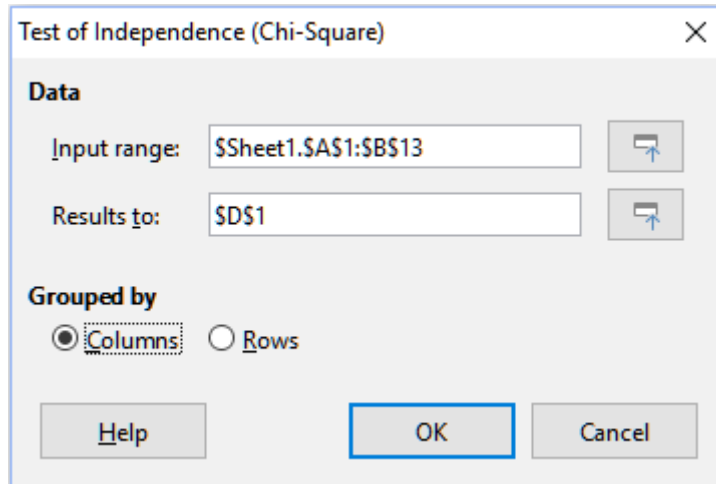 Test of Independence (Chi-Square)
Data
Input range: $Sheet1.$A$1:$B$13
Results to: $D$1
Grouped by
Columns Rows
Help OK Cancel